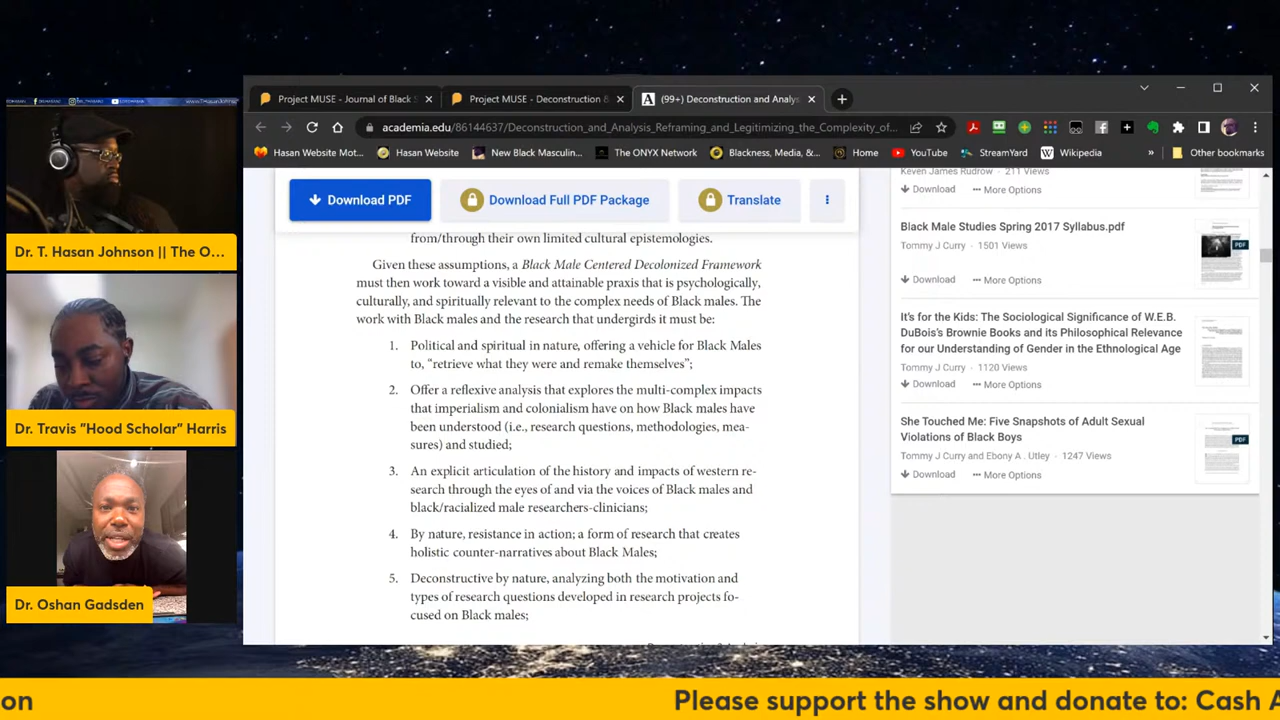 Project MUSE - Journal of Black
Project MUSE - Deconstruction &
(99+) Deconstruction and Analys
academia.edu/86144637/Deconstruction_and_Analysis_Reframing_and_Legitimizing_the_Complexity_of...
Hasan Website Mot...
Hasan Website
New Black Masculin...
The ONYX Network
Blackness, Media, &...
Home
YouTube
StreamYard
Wikipedia
Other bookmarks
Download PDF
Download Full PDF Package
Translate
from/through their own limited cultural epistemologies.
Given these assumptions, a Black Male Centered Decolonized Framework
must then work toward a visible and attainable praxis that is psychologically,
culturally, and spiritually relevant to the complex needs of Black males. The
work with Black males and the research that undergirds it must be:
1. Political and spiritual in nature, offering a vehicle for Black Males
to, “retrieve what they were and remake themselves”;
2. Offer a reflexive analysis that explores the multi-complex impacts
that imperialism and colonialism have on how Black males have
been understood (i.e., research questions, methodologies, mea-
sures) and studied;
3. An explicit articulation of the history and impacts of western re-
search through the eyes of and via the voices of Black males and
black/racialized male researchers-clinicians;
4. By nature, resistance in action; a form of research that creates
holistic counter-narratives about Black Males;
5. Deconstructive by nature, analyzing both the motivation and
types of research questions developed in research projects fo-
cused on Black males;
Keven James Rudrow / 211 Views
Download ••• More Options
Black Male Studies Spring 2017 Syllabus.pdf
Tommy J Curry / 1501 Views
PDF
Download ••• More Options
It's for the Kids: The Sociological Significance of W.E.B.
DuBois's Brownie Books and its Philosophical Relevance
for our Understanding of Gender in the Ethnological Age
Tommy J Curry / 1120 Views
Download ••• More Options
She Touched Me: Five Snapshots of Adult Sexual
Violations of Black Boys
Tommy J Curry and Ebony A . Utley / 1247 Views
PDF
Download ••• More Options
Dr. T. Hasan Johnson || The O...
Dr. Travis "Hood Scholar" Harris
Dr. Oshan Gadsden
on
Please support the show and donate to: Cash A